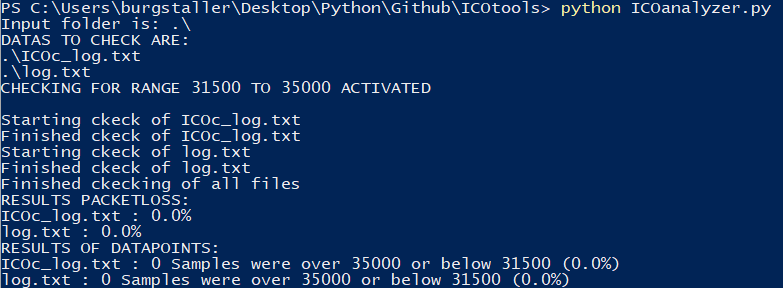 PS C:\Users\burgstaller\Desktop\Python\Github\ICOtools> python ICOanalyzer.py
Input folder is: .\
DATAS TO CHECK ARE:
.\ICOc_log.txt
.\log.txt
CHECKING FOR RANGE 31500 TO 35000 ACTIVATED
Starting ckeck of ICOc_log.txt
Finished ckeck of ICOc_log.txt
Starting ckeck of log.txt
Finished ckeck of log.txt
Finished ckecking of all files
RESULTS PACKETLOSS:
ICOc_log.txt : 0.0%
log.txt : 0.0%
RESULTS OF DATAPOINTS:
ICOc_log.txt : 0 Samples were over 35000 or below 31500 (0.0%)
log.txt : 0 Samples were over 35000 or below 31500 (0.0%)